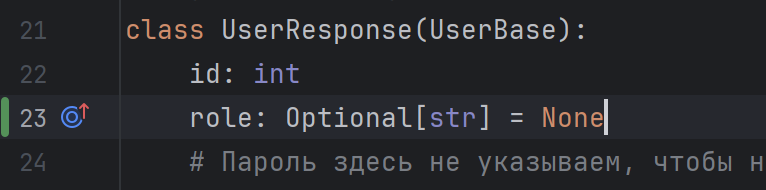 21 class UserResponse(UserBase):
22     id: int
23     role: Optional[str] = None
24     # Пароль здесь не указываем, чтобы н